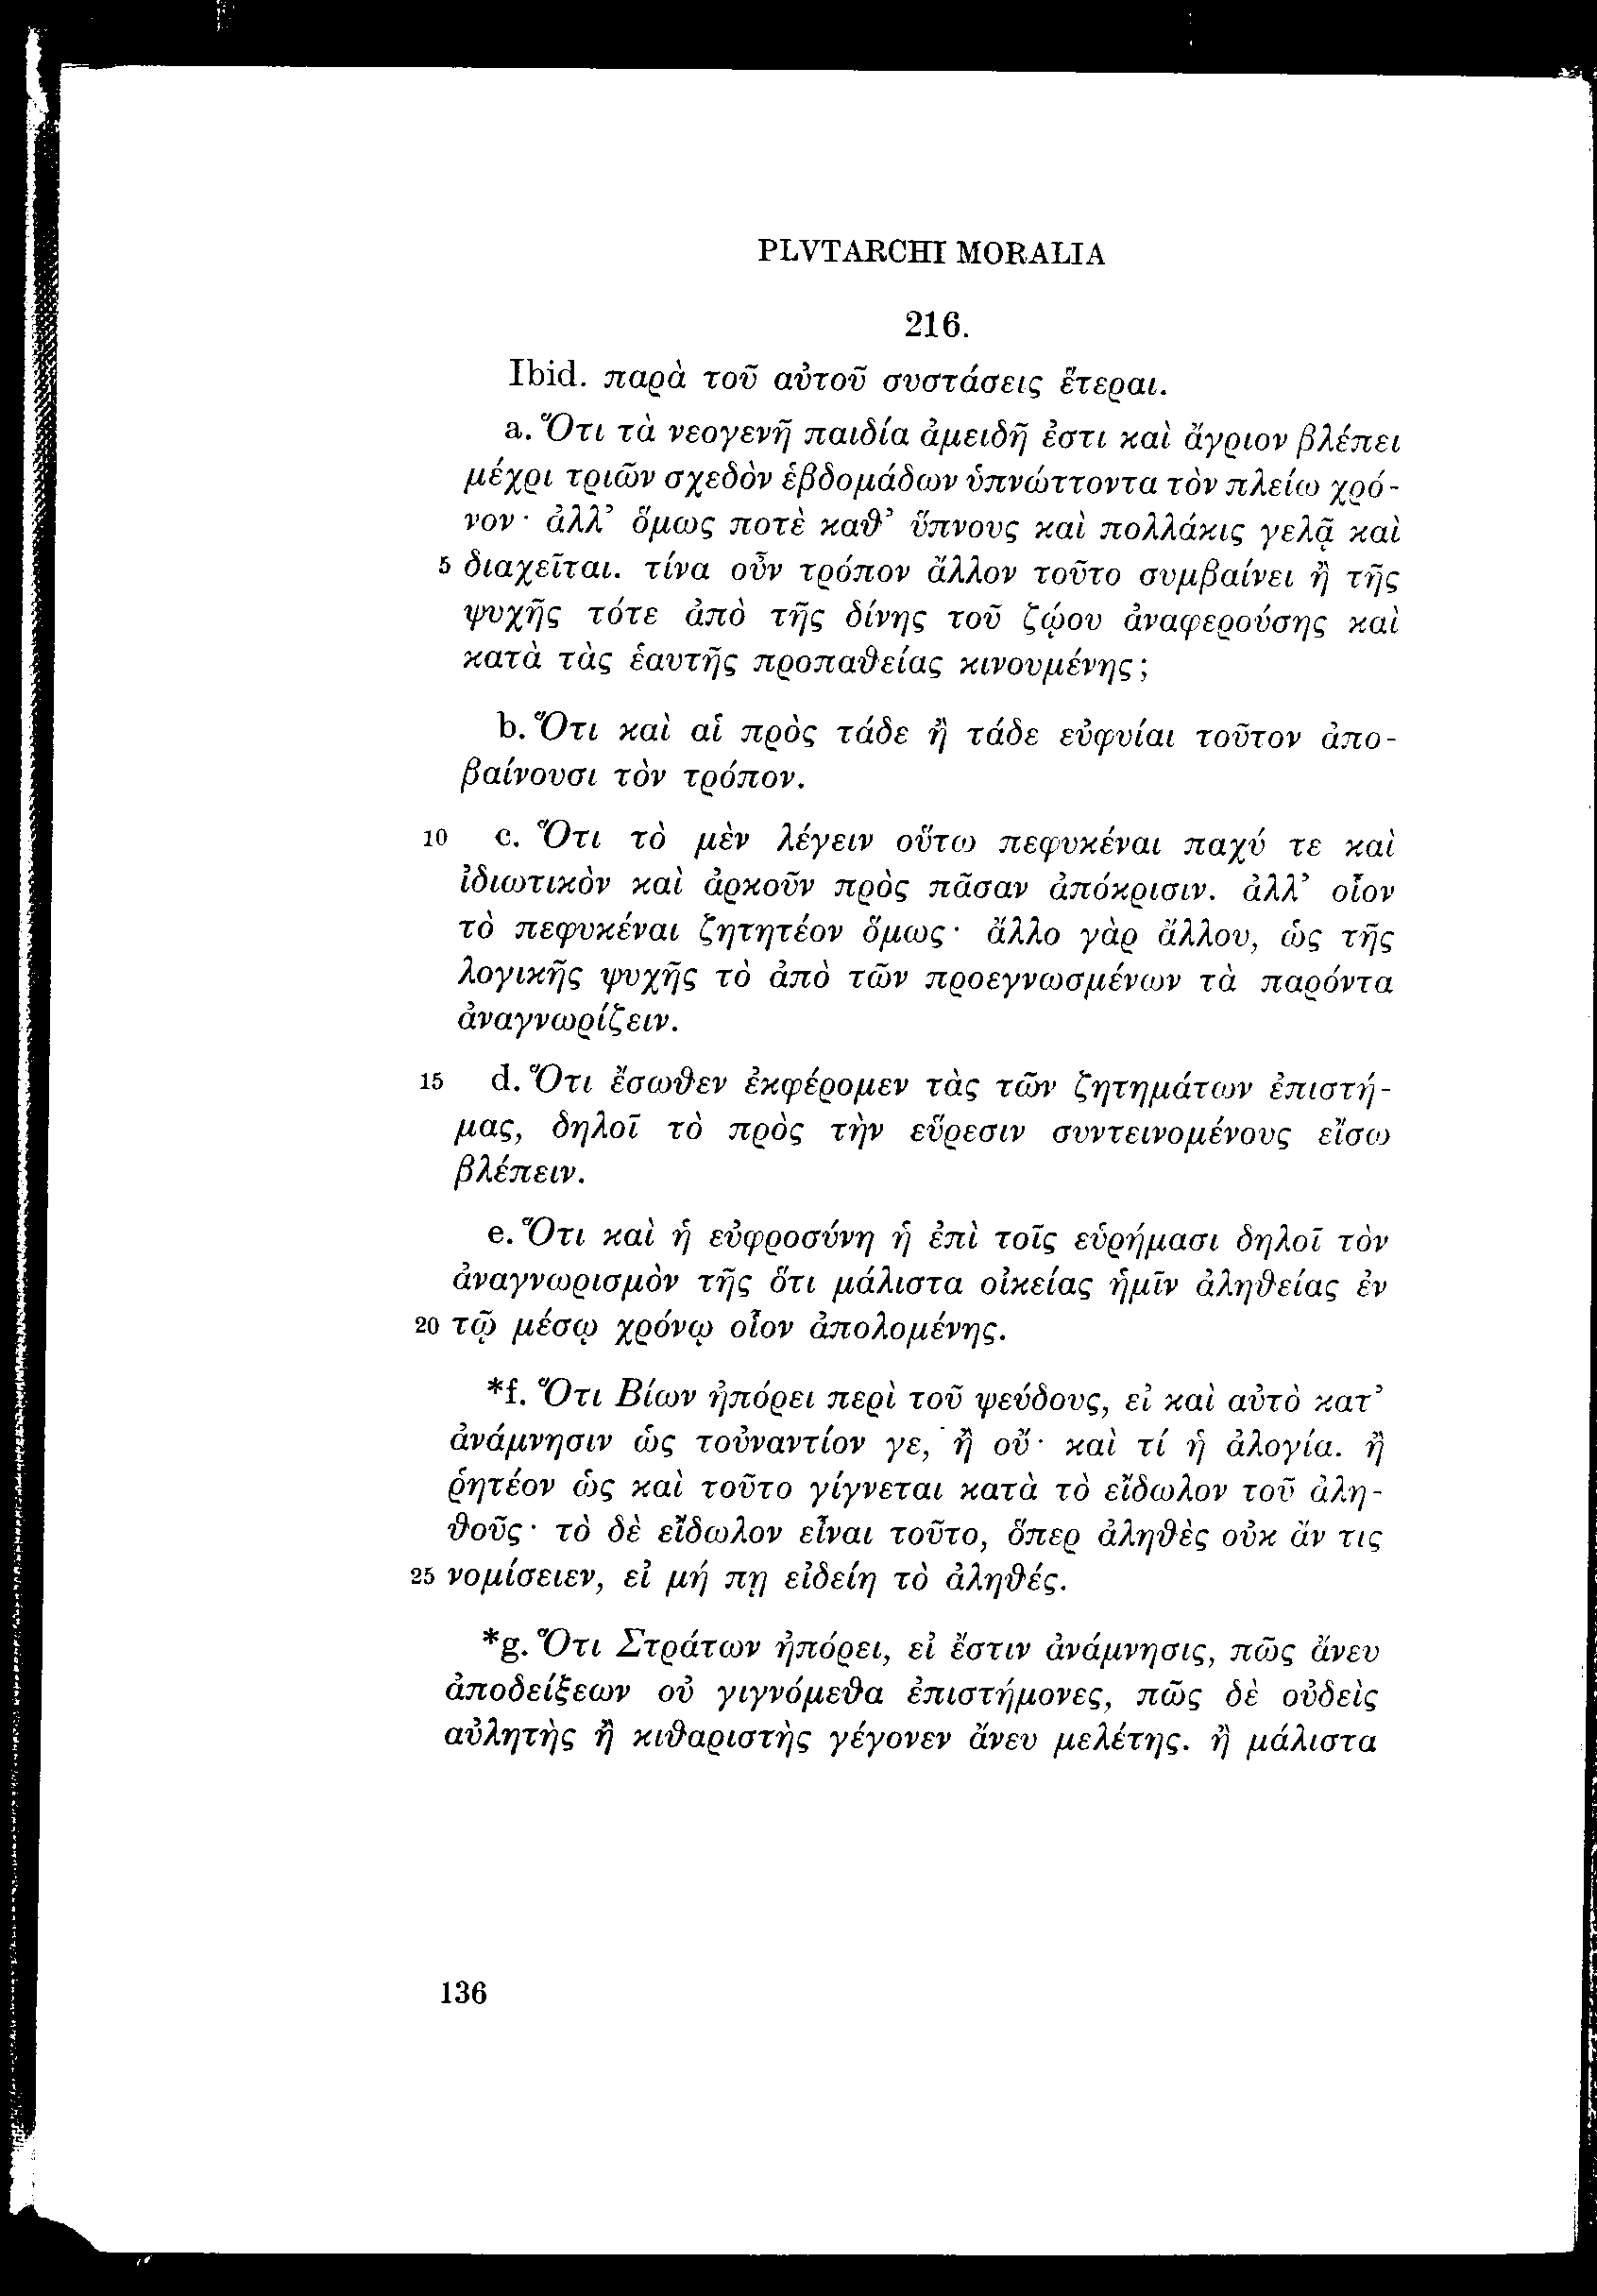 PLVTARCHI MORALIA
216.
Ibid. παρὰ τοῦ αὐτοῦ συστάσεις ἕτεραι.
a. Ὅτι τὰ νεογενῆ παιδία ἀμειδῆ ἐστι καὶ ἄγριον βλέπει
μέχρι τριῶν σχεδὸν ἑβδομάδων ὑπνώττοντα τὸν πλείω χρό-
νον· ἀλλ’ ὅμως ποτὲ καθ’ ὕπνους καὶ πολλάκις γελᾷ καὶ
5 διαχεῖται. τίνα οὖν τρόπον ἄλλον τοῦτο συμβαίνει ἢ τῆς
ψυχῆς τότε ἀπὸ τῆς δίνης τοῦ ζῴου ἀναφερούσης καὶ
κατὰ τὰς ἑαυτῆς προπαθείας κινουμένης;
b. Ὅτι καὶ αἱ πρὸς τάδε ἢ τάδε εὐφυίαι τοῦτον ἀπο-
βαίνουσι τὸν τρόπον.
10 c. Ὅτι τὸ μὲν λέγειν οὕτω πεφυκέναι παχύ τε καὶ
ἰδιωτικὸν καὶ ἀρκοῦν πρὸς πᾶσαν ἀπόκρισιν. ἀλλ’ οἷον
τὸ πεφυκέναι ζητητέον ὅμως· ἄλλο γὰρ ἄλλου, ὡς τῆς
λογικῆς ψυχῆς τὸ ἀπὸ τῶν προεγνωσμένων τὰ παρόντα
ἀναγνωρίζειν.
15 d. Ὅτι ἔσωθεν ἐκφέρομεν τὰς τῶν ζητημάτων ἐπιστή-
μας, δηλοῖ τὸ πρὸς τὴν εὕρεσιν συντεινομένους εἴσω
βλέπειν.
e. Ὅτι καὶ ἡ εὐφροσύνη ἡ ἐπὶ τοῖς εὑρήμασι δηλοῖ τὸν
ἀναγνωρισμὸν τῆς ὅτι μάλιστα οἰκείας ἡμῖν ἀληθείας ἐν
20 τῷ μέσῳ χρόνῳ οἷον ἀπολομένης.
*f. Ὅτι Βίων ἠπόρει περὶ τοῦ ψεύδους, εἰ καὶ αὐτὸ κατ’
ἀνάμνησιν ὡς τοὐναντίον γε, ἢ οὔ· καὶ τί ἡ ἀλογία. ἢ
ῥητέον ὡς καὶ τοῦτο γίγνεται κατὰ τὸ εἴδωλον τοῦ ἀλη-
θοῦς· τὸ δὲ εἴδωλον εἶναι τοῦτο, ὅπερ ἀληθὲς οὐκ ἄν τις
25 νομίσειεν, εἰ μή πῃ εἰδείη τὸ ἀληθές.
*g. Ὅτι Στράτων ἠπόρει, εἰ ἔστιν ἀνάμνησις, πῶς ἄνευ
ἀποδείξεων οὐ γιγνόμεθα ἐπιστήμονες, πῶς δὲ οὐδεὶς
αὐλητὴς ἢ κιθαριστὴς γέγονεν ἄνευ μελέτης. ἢ μάλιστα
136